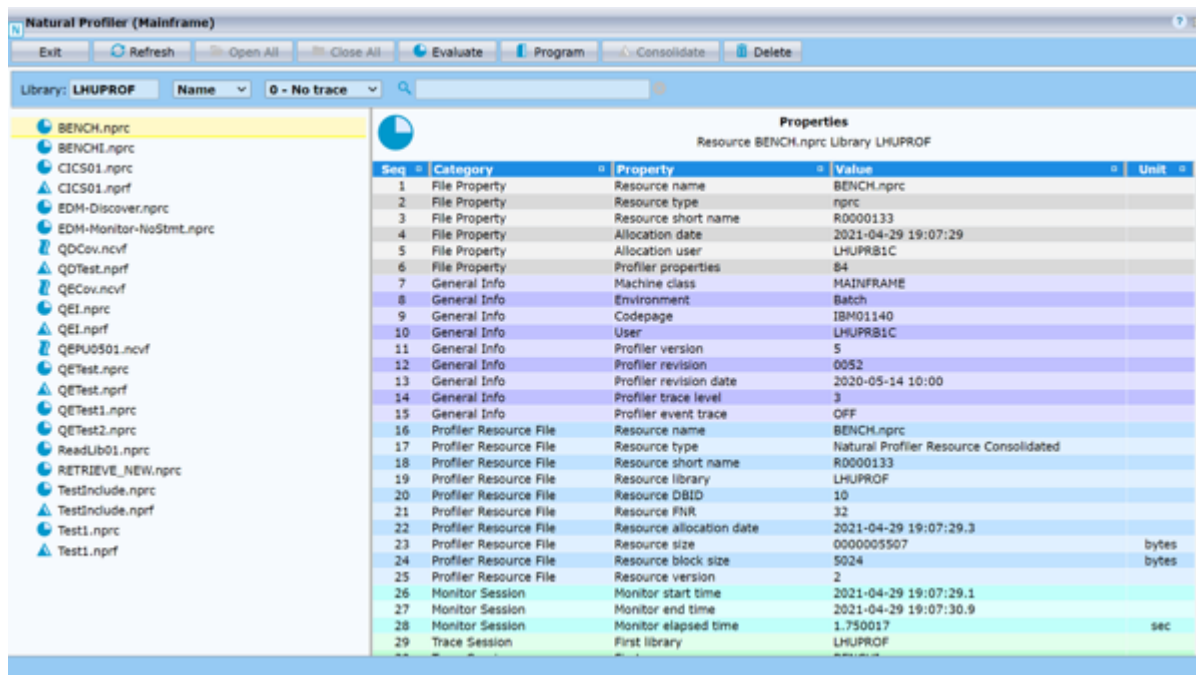 Natural Profiler (Mainframe)
Exit Refresh Open All Close All Evaluate Program Consolidate Delete
Library: LHUPROF Name 0 - No trace
BENCH.nprc
BENCHI.nprc
CICS01.nprc
CICS01.nprf
EDM-Discover.nprc
EDM-Monitor-NoStmt.nprc
QDCov.ncvf
QDTest.nprf
QECov.ncvf
QEI.nprc
QEI.nprf
QEPU0501.ncvf
QETest.nprc
QETest.nprf
QETest1.nprc
QETest2.nprc
ReadLib01.nprc
RETRIEVE_NEW.nprc
TestInclude.nprc
TestInclude.nprf
Test1.nprc
Test1.nprf
Properties
Resource BENCH.nprc Library LHUPROF
Seq Category Property Value Unit
1 File Property Resource name BENCH.nprc
2 File Property Resource type nprc
3 File Property Resource short name R0000133
4 File Property Allocation date 2021-04-29 19:07:29
5 File Property Allocation user LHUPRB1C
6 File Property Profiler properties 84
7 General Info Machine class MAINFRAME
8 General Info Environment Batch
9 General Info Codepage IBM01140
10 General Info User LHUPRB1C
11 General Info Profiler version 5
12 General Info Profiler revision 0052
13 General Info Profiler revision date 2020-05-14 10:00
14 General Info Profiler trace level 3
15 General Info Profiler event trace OFF
16 Profiler Resource File Resource name BENCH.nprc
17 Profiler Resource File Resource type Natural Profiler Resource Consolidated
18 Profiler Resource File Resource short name R0000133
19 Profiler Resource File Resource library LHUPROF
20 Profiler Resource File Resource DBID 10
21 Profiler Resource File Resource FNR 32
22 Profiler Resource File Resource allocation date 2021-04-29 19:07:29.3
23 Profiler Resource File Resource size 0000005507 bytes
24 Profiler Resource File Resource block size 5024 bytes
25 Profiler Resource File Resource version 2
26 Monitor Session Monitor start time 2021-04-29 19:07:29.1
27 Monitor Session Monitor end time 2021-04-29 19:07:30.9
28 Monitor Session Monitor elapsed time 1.750017 sec
29 Trace Session First library LHUPROF